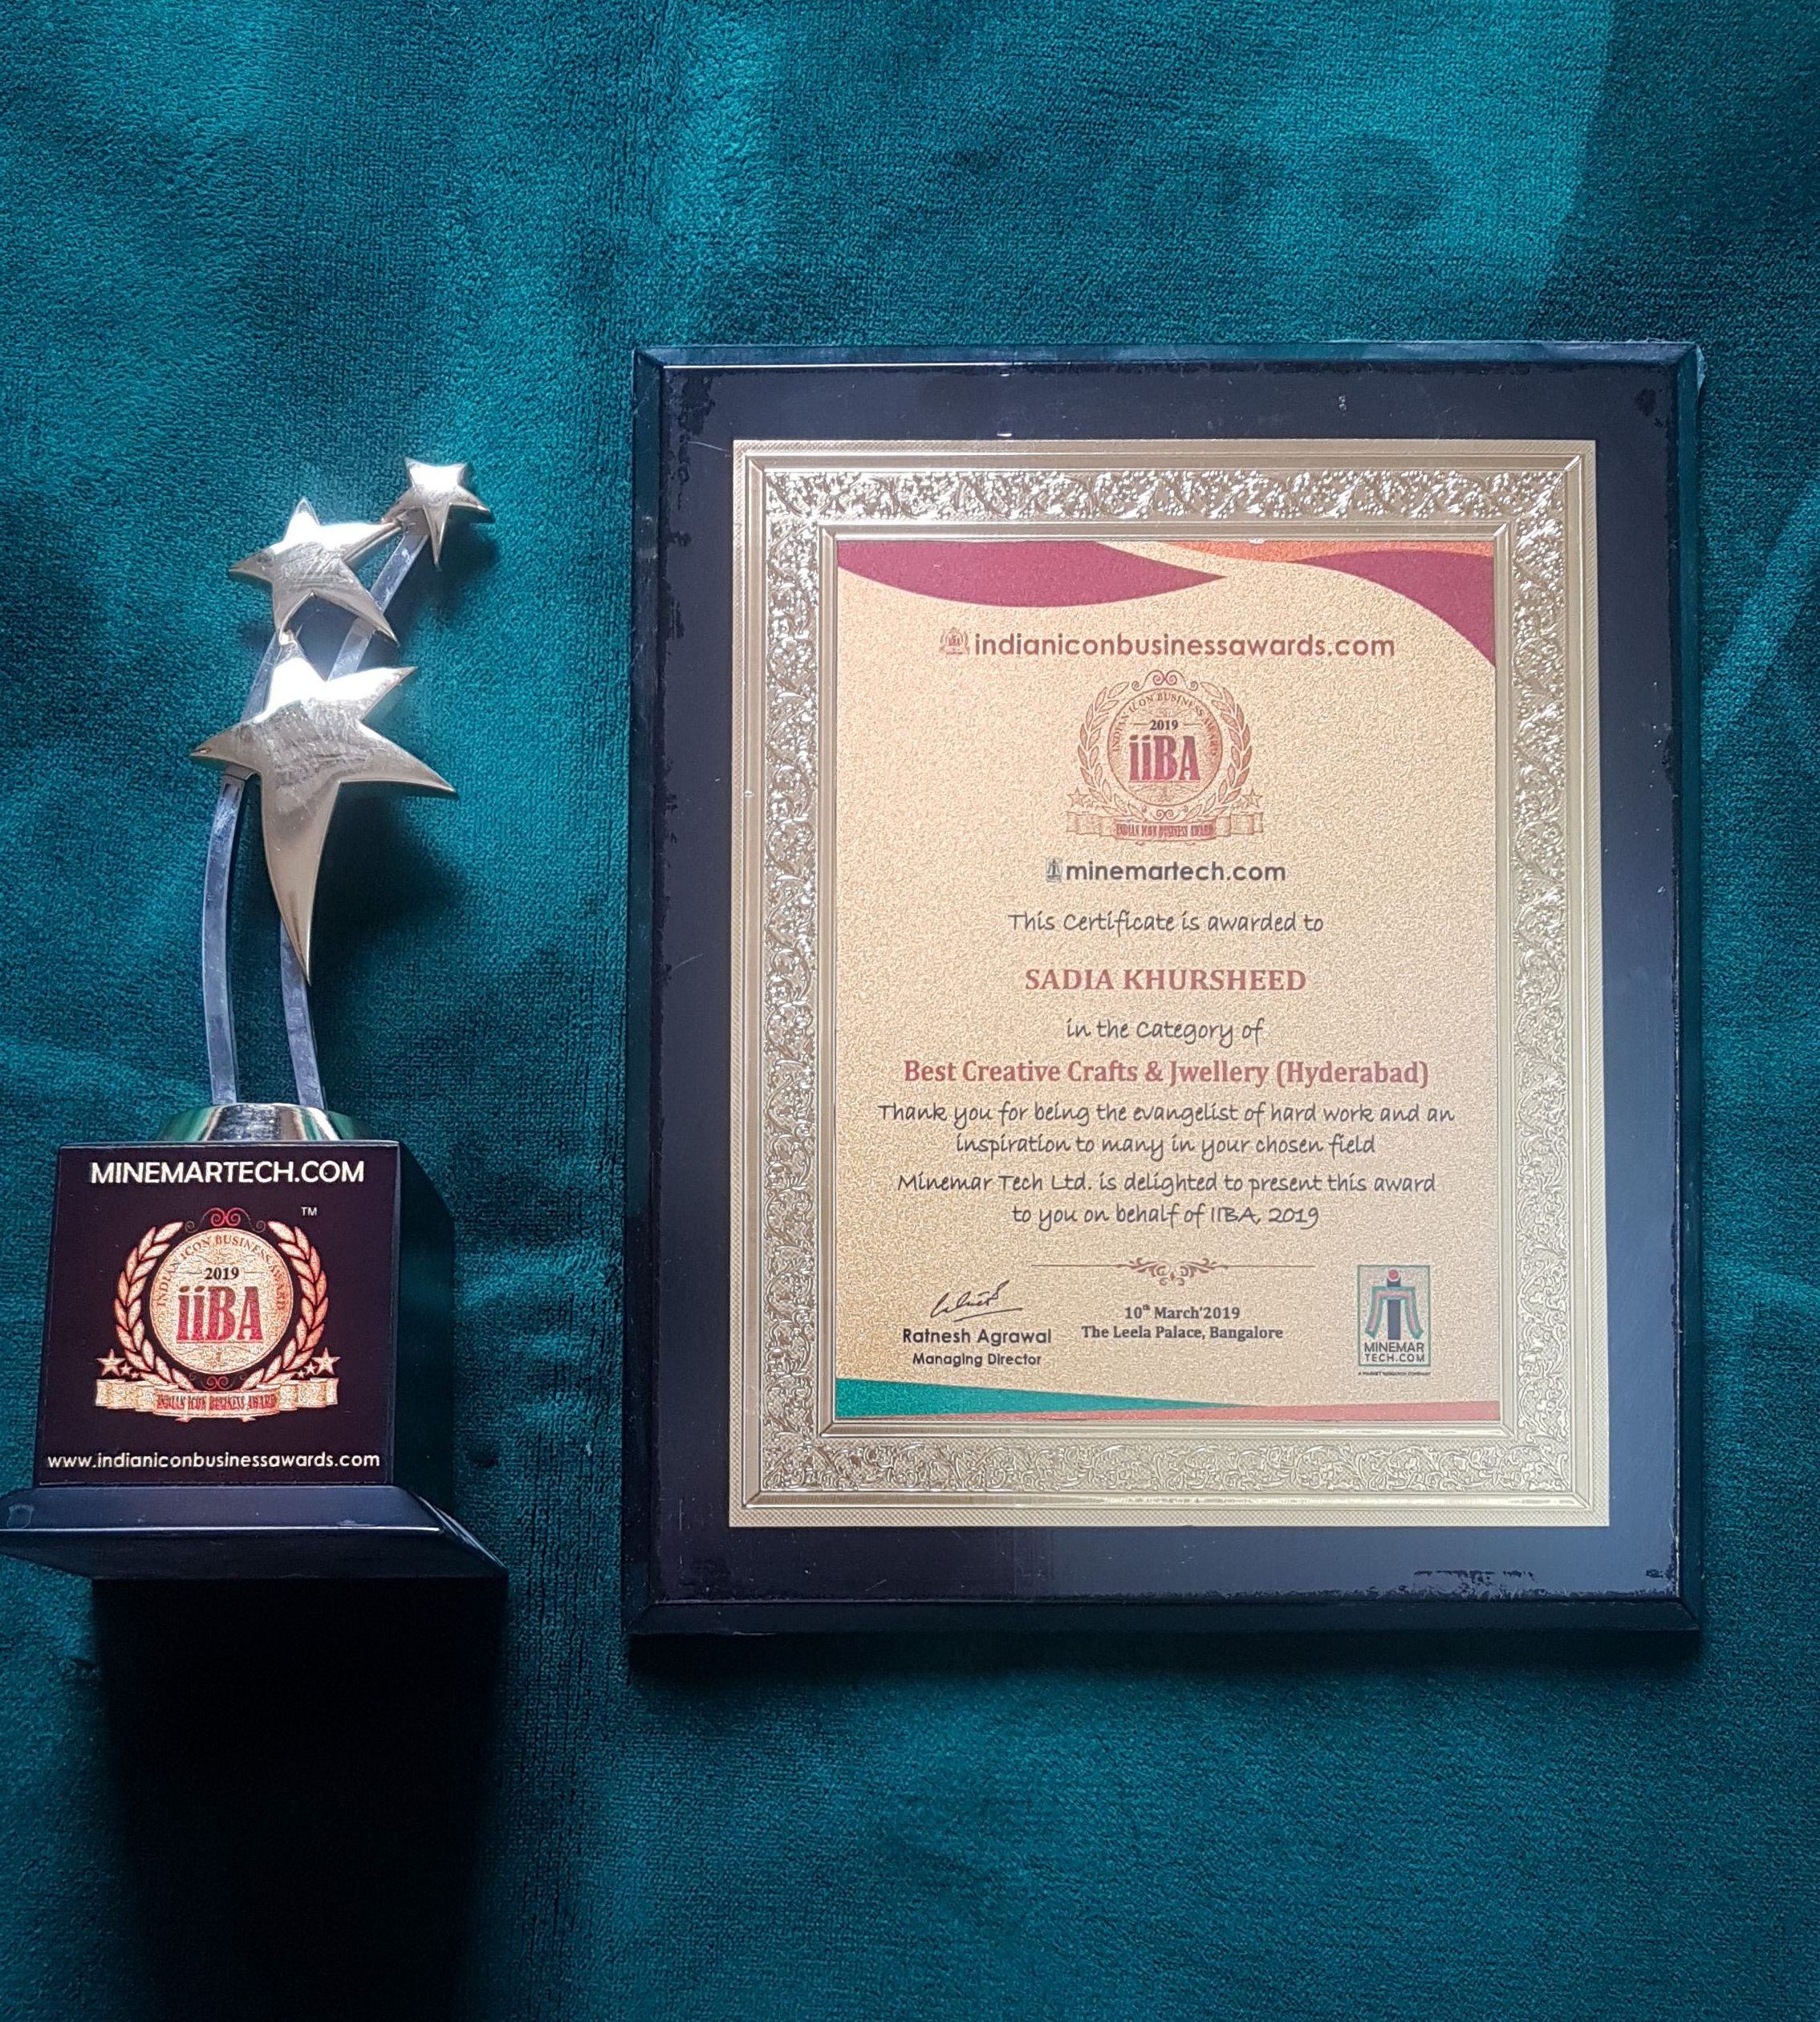 MINEMARTECH.COM
TM
INDIAN ICON BUSINESS AWARD
2019
iiBA
INDIAN ICON BUSINESS AWARD
www.indianiconbusinessawards.com
indianiconbusinessawards.com
INDIAN ICON BUSINESS AWARD
2019
iiBA
INDIAN ICON BUSINESS AWARD
minemartech.com
This Certificate is awarded to
SADIA KHURSHEED
in the Category of
Best Creative Crafts & Jwellery (Hyderabad)
Thank you for being the evangelist of hard work and an
inspiration to many in your chosen field
Minemar Tech Ltd. is delighted to present this award
to you on behalf of IIBA, 2019
Ratnesh Agrawal
Managing Director
10th March'2019
The Leela Palace, Bangalore
MINEMAR
TECH.COM
A MARKET RESEARCH COMPANY